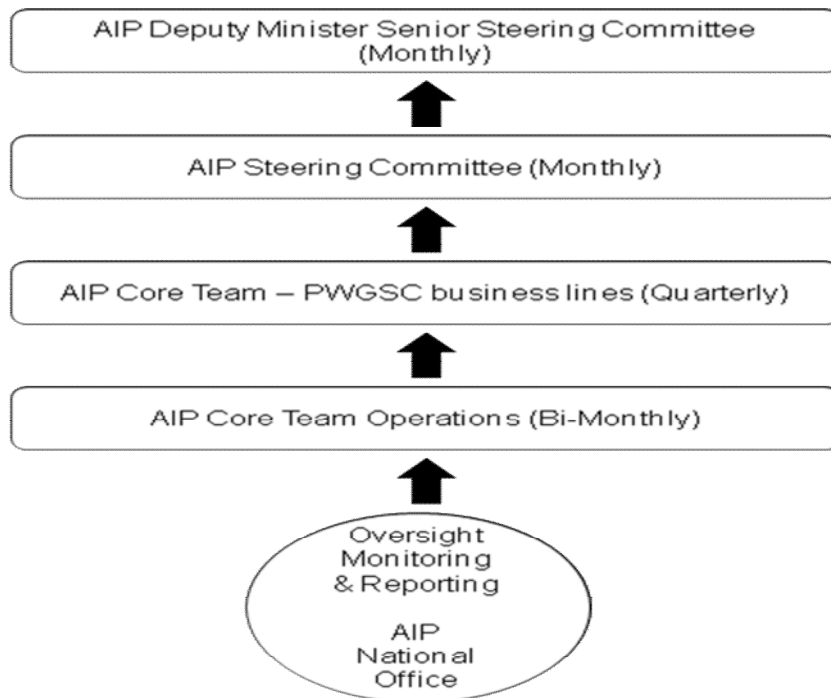 AIP Deputy Minister Senior Steering Committee
(Monthly)
AIP Steering Committee (Monthly)
AIP Core Team – PWGSC business lines (Quarterly)
AIP Core Team Operations (Bi-Monthly)
Oversight
Monitoring
& Reporting
AIP
National
Office